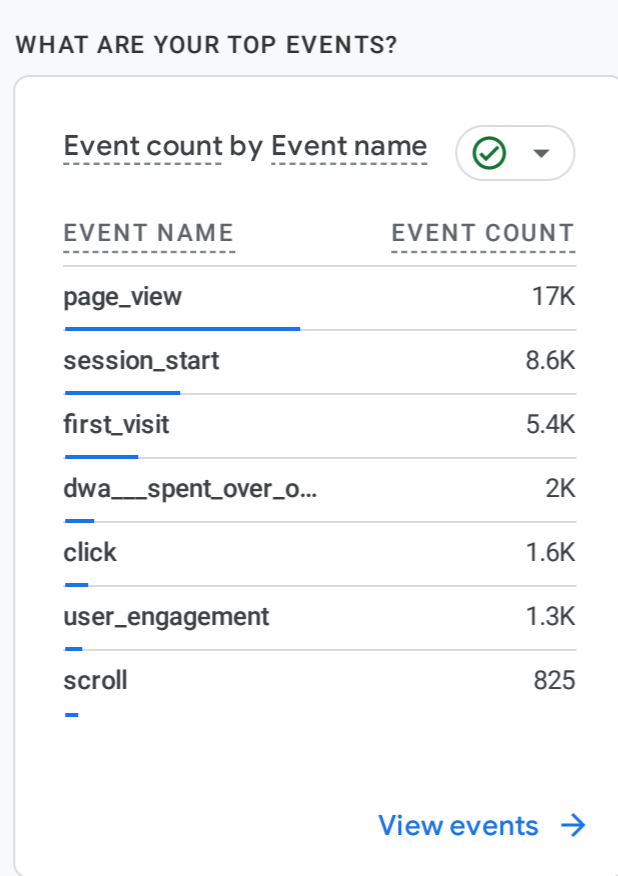 WHAT ARE YOUR TOP EVENTS?
Event count by Event name
EVENT NAME EVENT COUNT
page_view 17K
session_start 8.6K
first_visit 5.4K
dwa___spent_over_o... 2K
click 1.6K
user_engagement 1.3K
scroll 825
View events